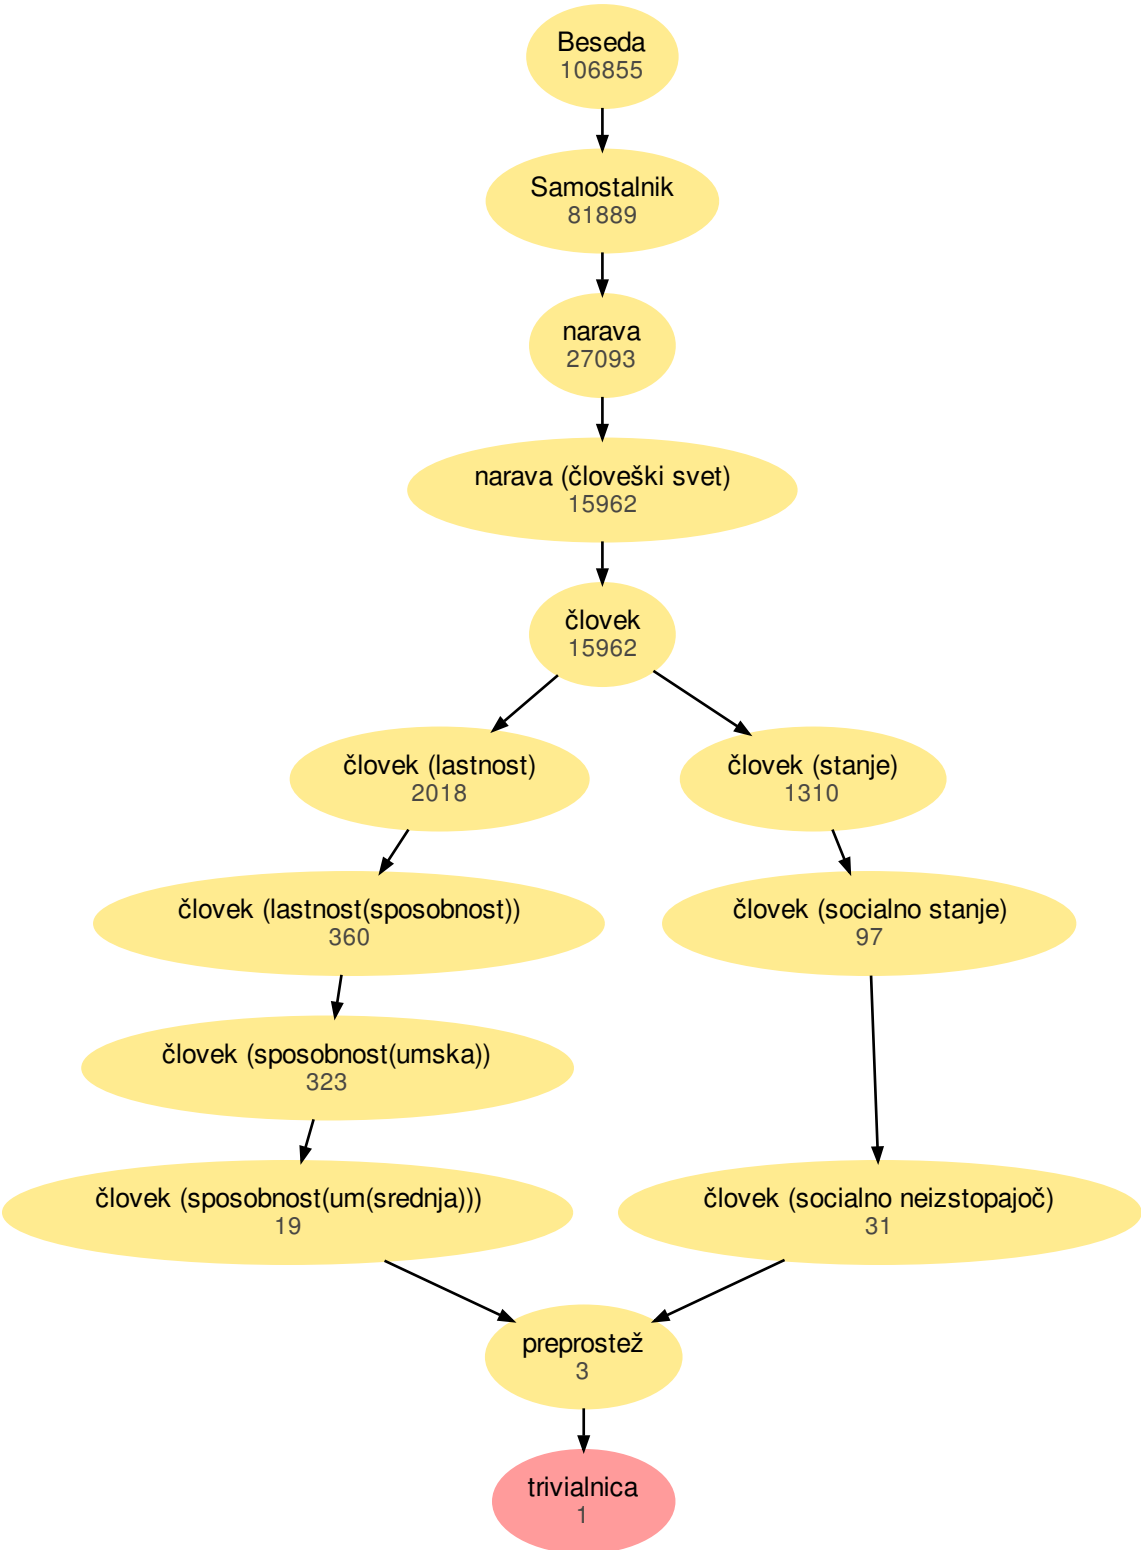 Beseda
106855
Samostalnik
81889
narava
27093
narava (človeški svet)
15962
človek
15962
človek (lastnost)
2018
človek (stanje)
1310
človek (lastnost(sposobnost))
360
človek (socialno stanje)
97
človek (sposobnost(umska))
323
človek (sposobnost(um(srednja)))
19
človek (socialno neizstopajoč)
31
preprostež
3
trivialnica
1